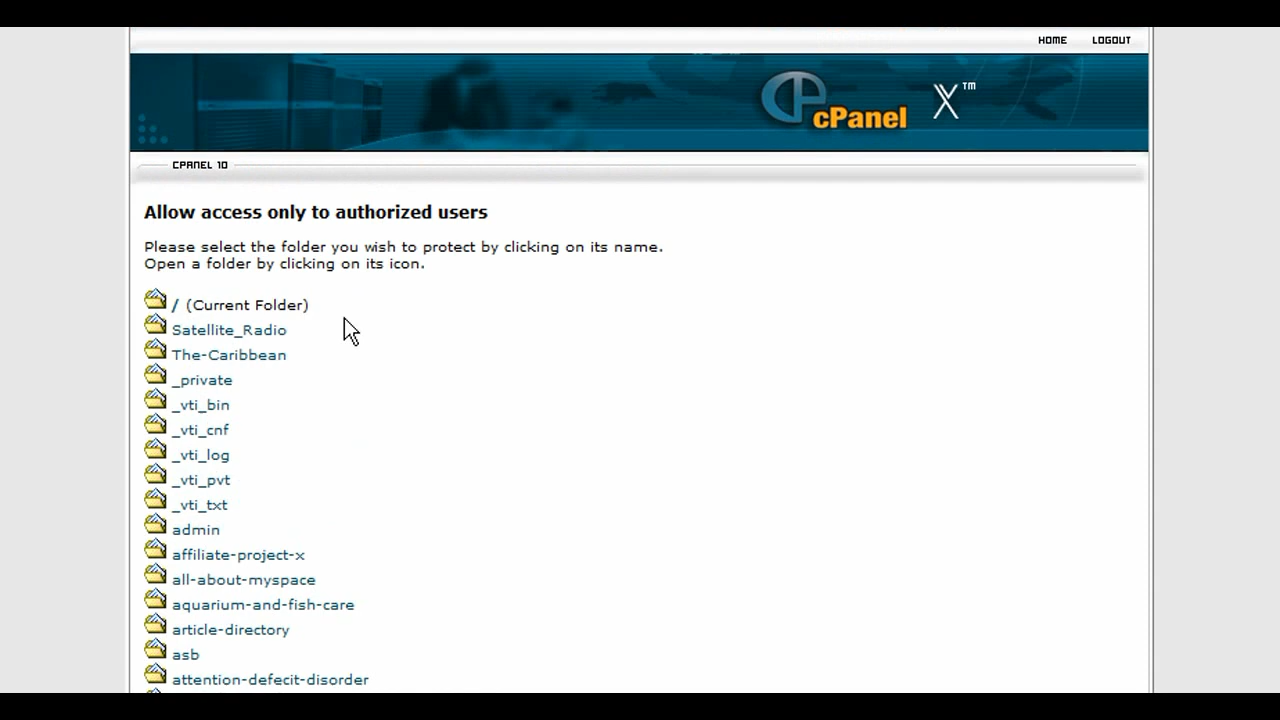 HOME LOGOUT
cPanel X™
CPANEL 10
Allow access only to authorized users
Please select the folder you wish to protect by clicking on its name.
Open a folder by clicking on its icon.
/ (Current Folder)
Satellite_Radio
The-Caribbean
_private
_vti_bin
_vti_cnf
_vti_log
_vti_pvt
_vti_txt
admin
affiliate-project-x
all-about-myspace
aquarium-and-fish-care
article-directory
asb
attention-defecit-disorder